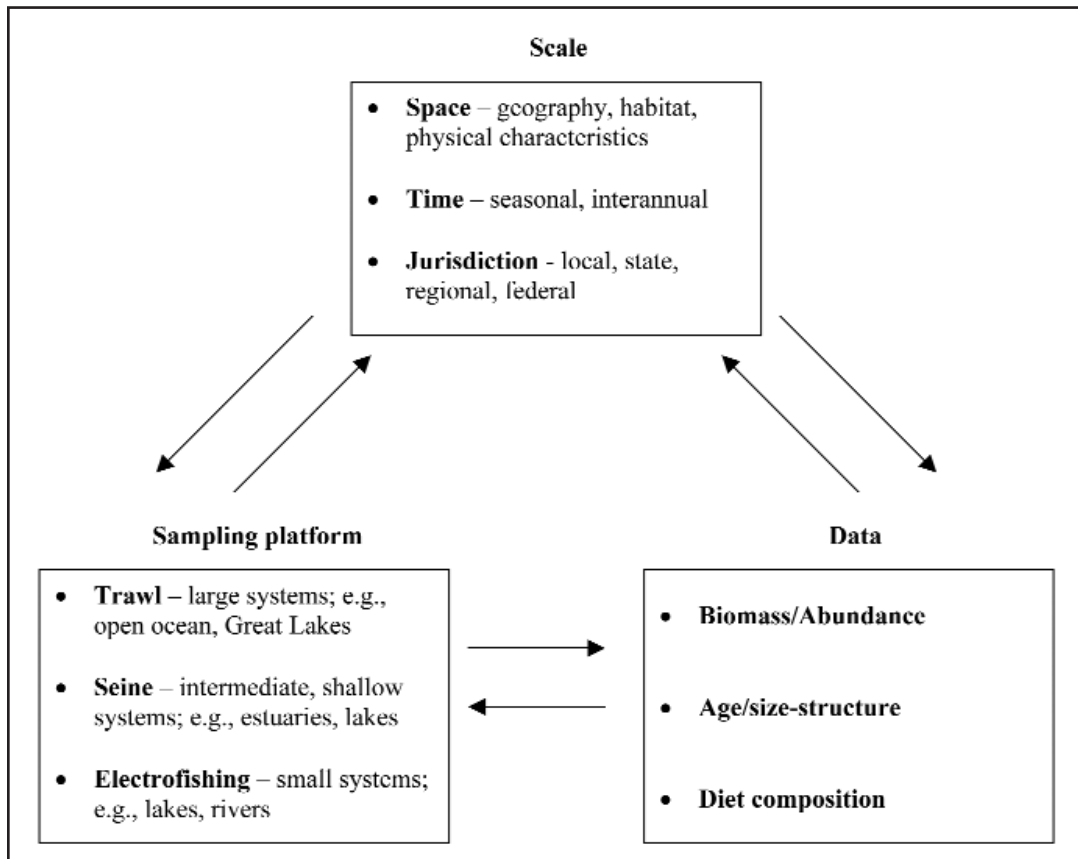 Scale
• Space – geography, habitat,
physical characteristics
• Time – seasonal, interannual
• Jurisdiction - local, state,
regional, federal
Sampling platform
• Trawl – large systems; e.g.,
open ocean, Great Lakes
• Seine – intermediate, shallow
systems; e.g., estuaries, lakes
• Electrofishing – small systems;
e.g., lakes, rivers
Data
• Biomass/Abundance
• Age/size-structure
• Diet composition